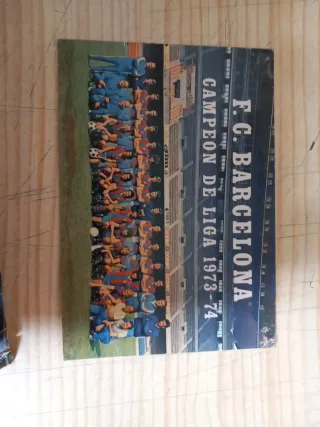 F.C. BARCELONA
CAMPEON DE LIGA 1973-74